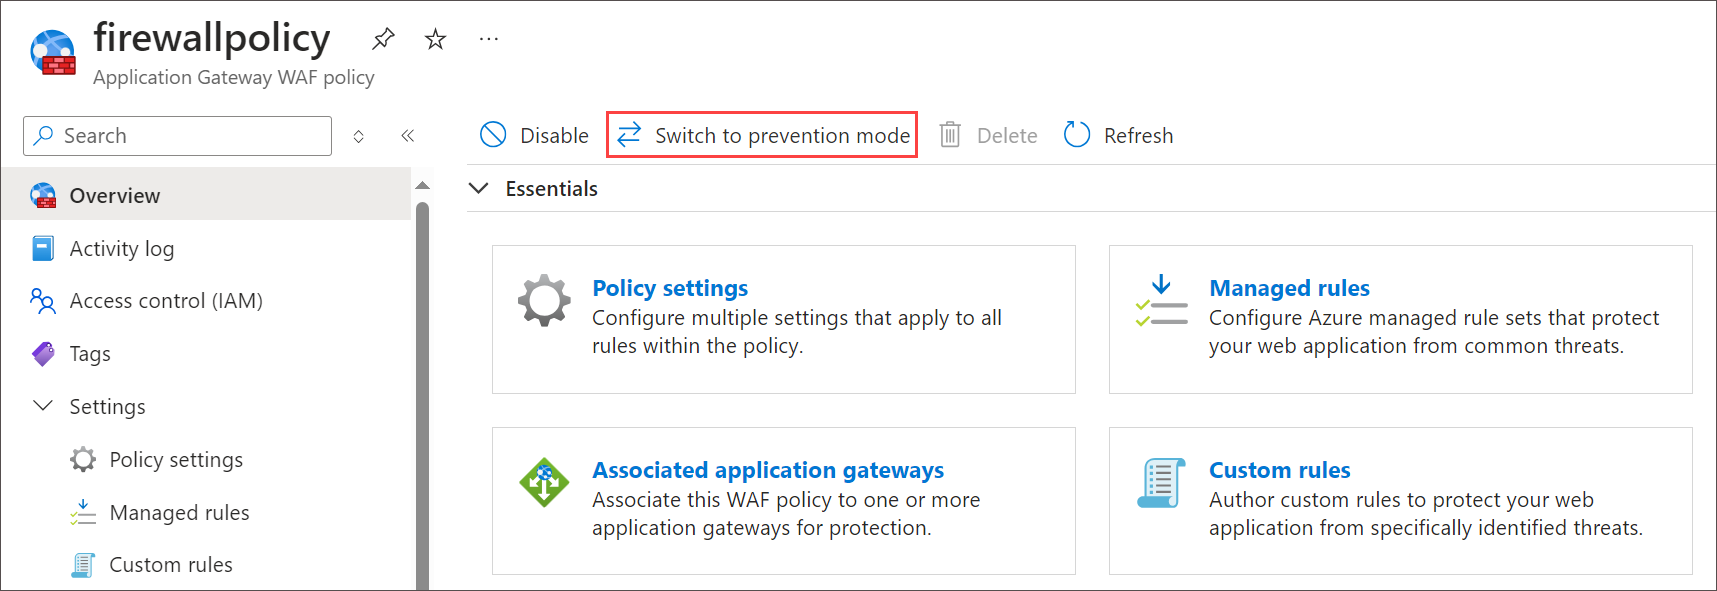 firewallpolicy
Application Gateway WAF policy
Search
Disable
Switch to prevention mode
Delete
Refresh
Overview
Activity log
Access control (IAM)
Tags
Settings
Policy settings
Managed rules
Custom rules
Essentials
Policy settings
Configure multiple settings that apply to all
rules within the policy.
Managed rules
Configure Azure managed rule sets that protect
your web application from common threats.
Associated application gateways
Associate this WAF policy to one or more
application gateways for protection.
Custom rules
Author custom rules to protect your web
application from specifically identified threats.